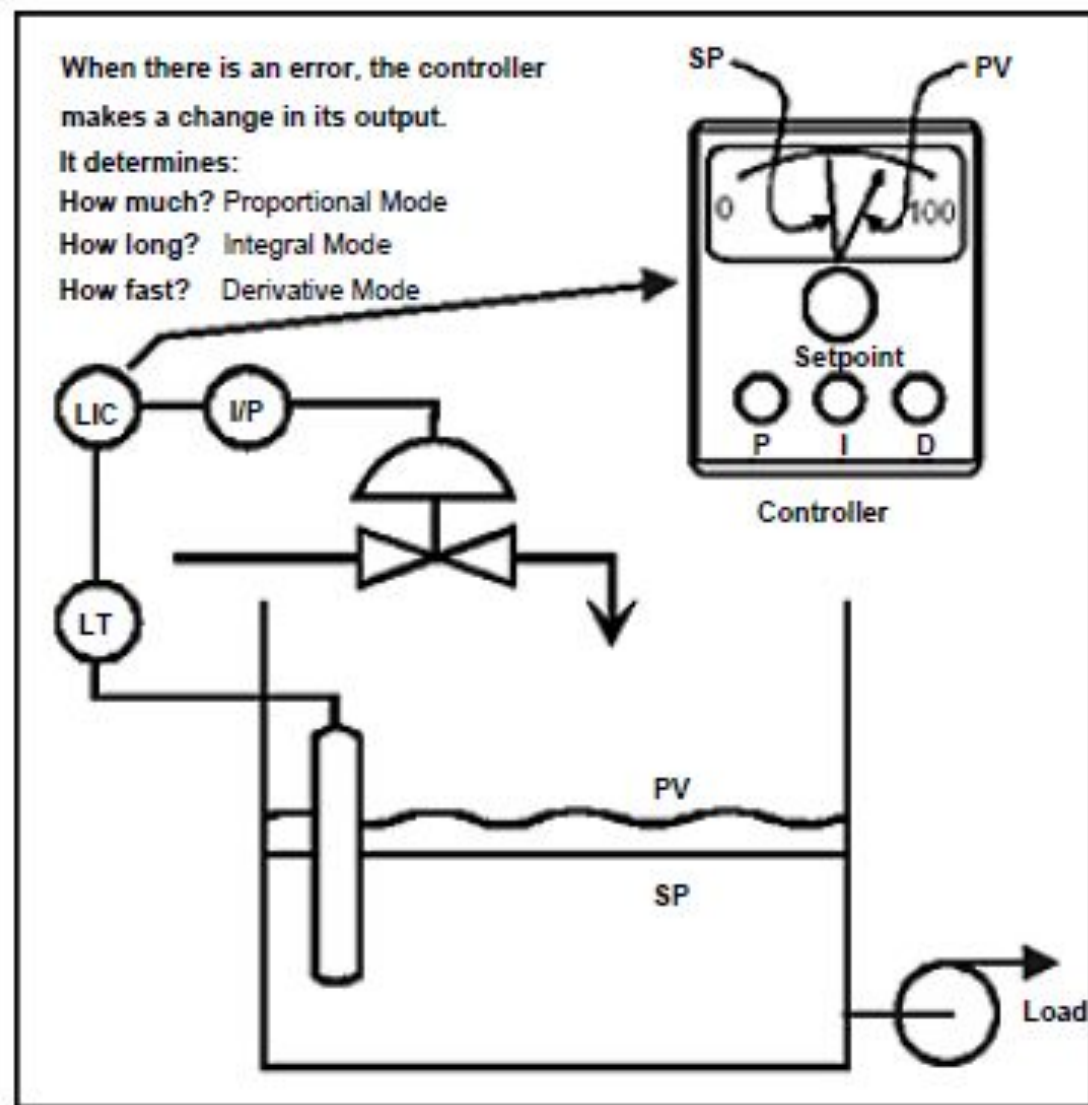 When there is an error, the controller
makes a change in its output.
It determines:
How much? Proportional Mode
How long? Integral Mode
How fast? Derivative Mode
SP
PV
0
100
Setpoint
P I D
Controller
LIC
I/P
LT
PV
SP
Load